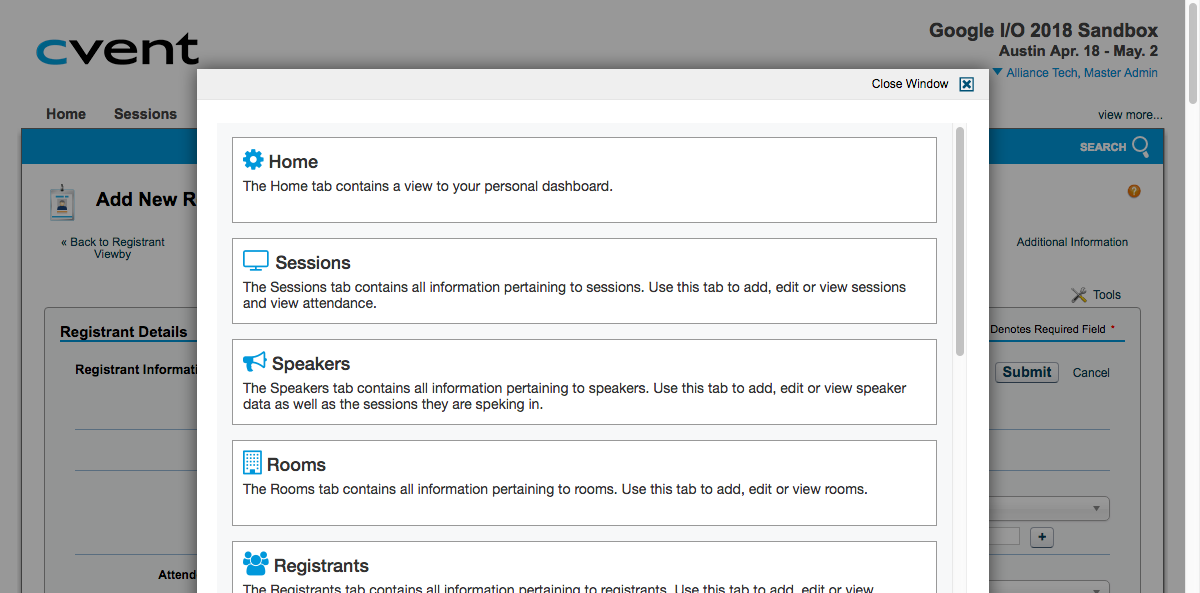 cvent
Google I/O 2018 Sandbox
Austin Apr. 18 - May. 2
Alliance Tech, Master Admin
Home Sessions
view more...
SEARCH
Close Window
Add New R
« Back to Registrant
Viewby
Additional Information
Tools
Registrant Details
Denotes Required Field *
Registrant Informati
Submit Cancel
+
Attend
Home
The Home tab contains a view to your personal dashboard.
Sessions
The Sessions tab contains all information pertaining to sessions. Use this tab to add, edit or view sessions
and view attendance.
Speakers
The Speakers tab contains all information pertaining to speakers. Use this tab to add, edit or view speaker
data as well as the sessions they are speking in.
Rooms
The Rooms tab contains all information pertaining to rooms. Use this tab to add, edit or view rooms.
Registrants
The Registrants tab contains all information pertaining to registrants. Use this tab to add, edit or view